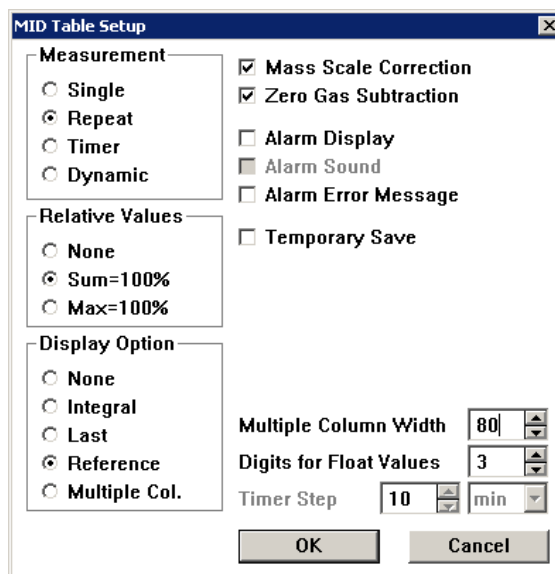 MID Table Setup
Measurement
Single
Repeat
Timer
Dynamic
Relative Values
None
Sum=100%
Max=100%
Display Option
None
Integral
Last
Reference
Multiple Col.
Mass Scale Correction
Zero Gas Subtraction
Alarm Display
Alarm Sound
Alarm Error Message
Temporary Save
Multiple Column Width 80
Digits for Float Values 3
Timer Step 10 min
OK Cancel